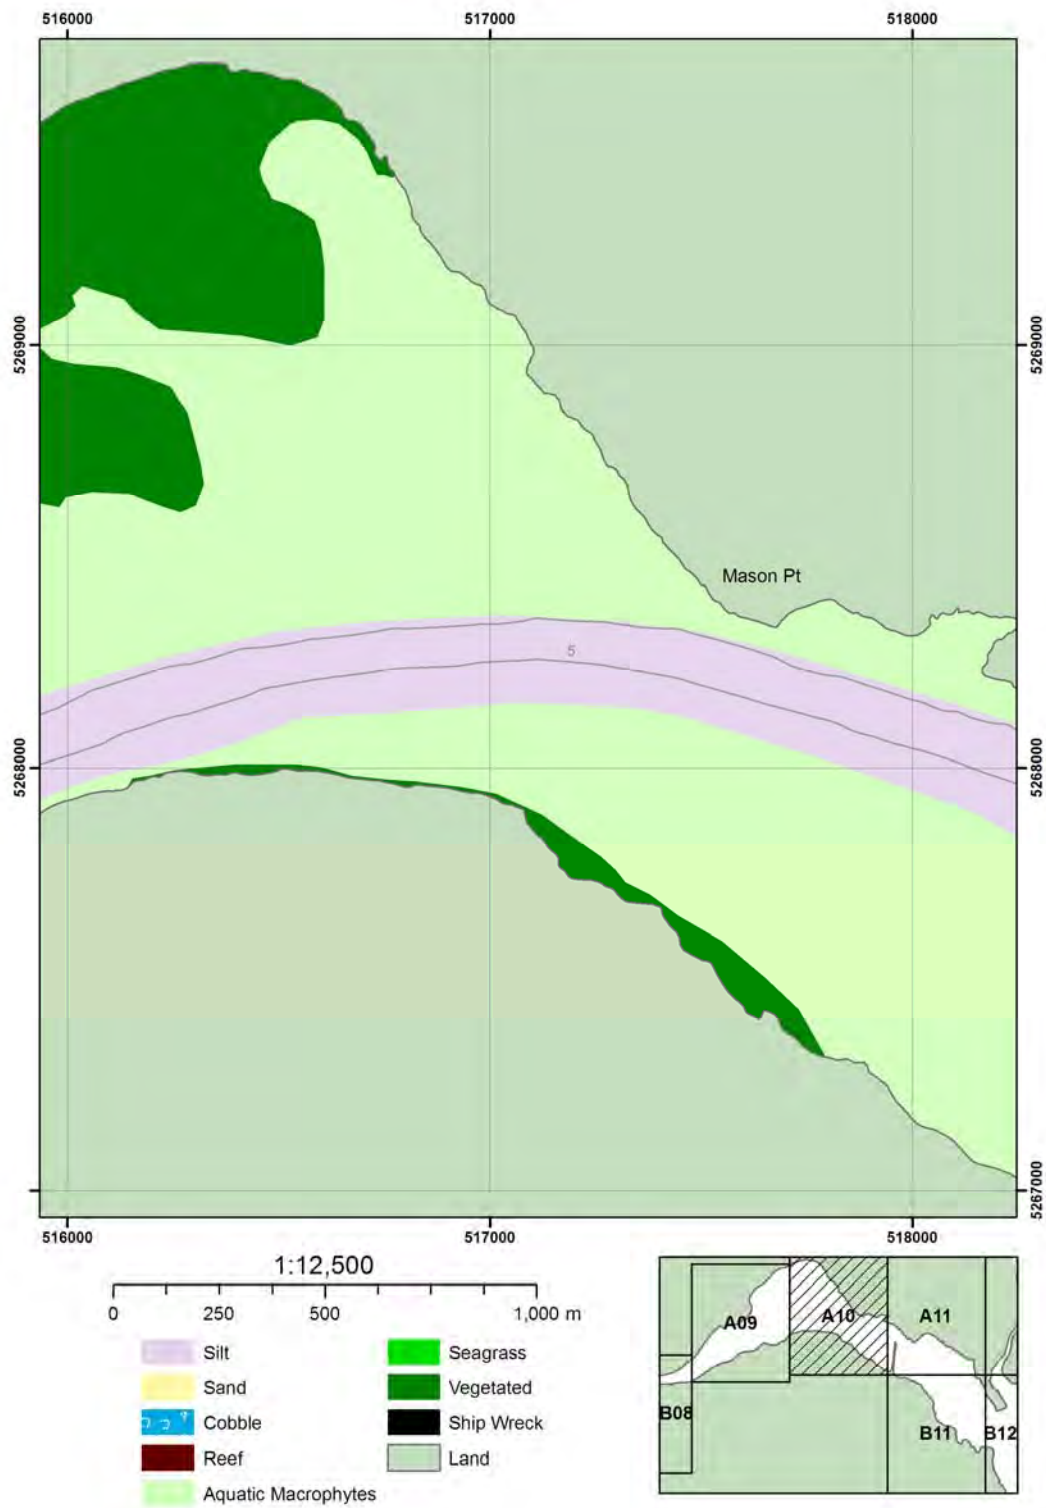 516000 517000 518000
5269000 5269000
Mason Pt
5
5268000 5268000
5267000
516000 517000 518000
1:12,500
0 250 500 1,000 m
Silt Seagrass
Sand Vegetated
Cobble Ship Wreck
Reef Land
Aquatic Macrophytes
A09 A10 A11
B08 B11 B12